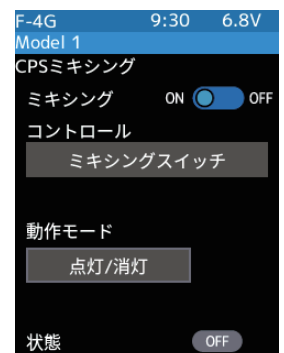 F-4G 9:30 6.8V
Model 1
CPSミキシング
ミキシング ON OFF
コントロール
ミキシングスイッチ
動作モード
点灯/消灯
状態 OFF